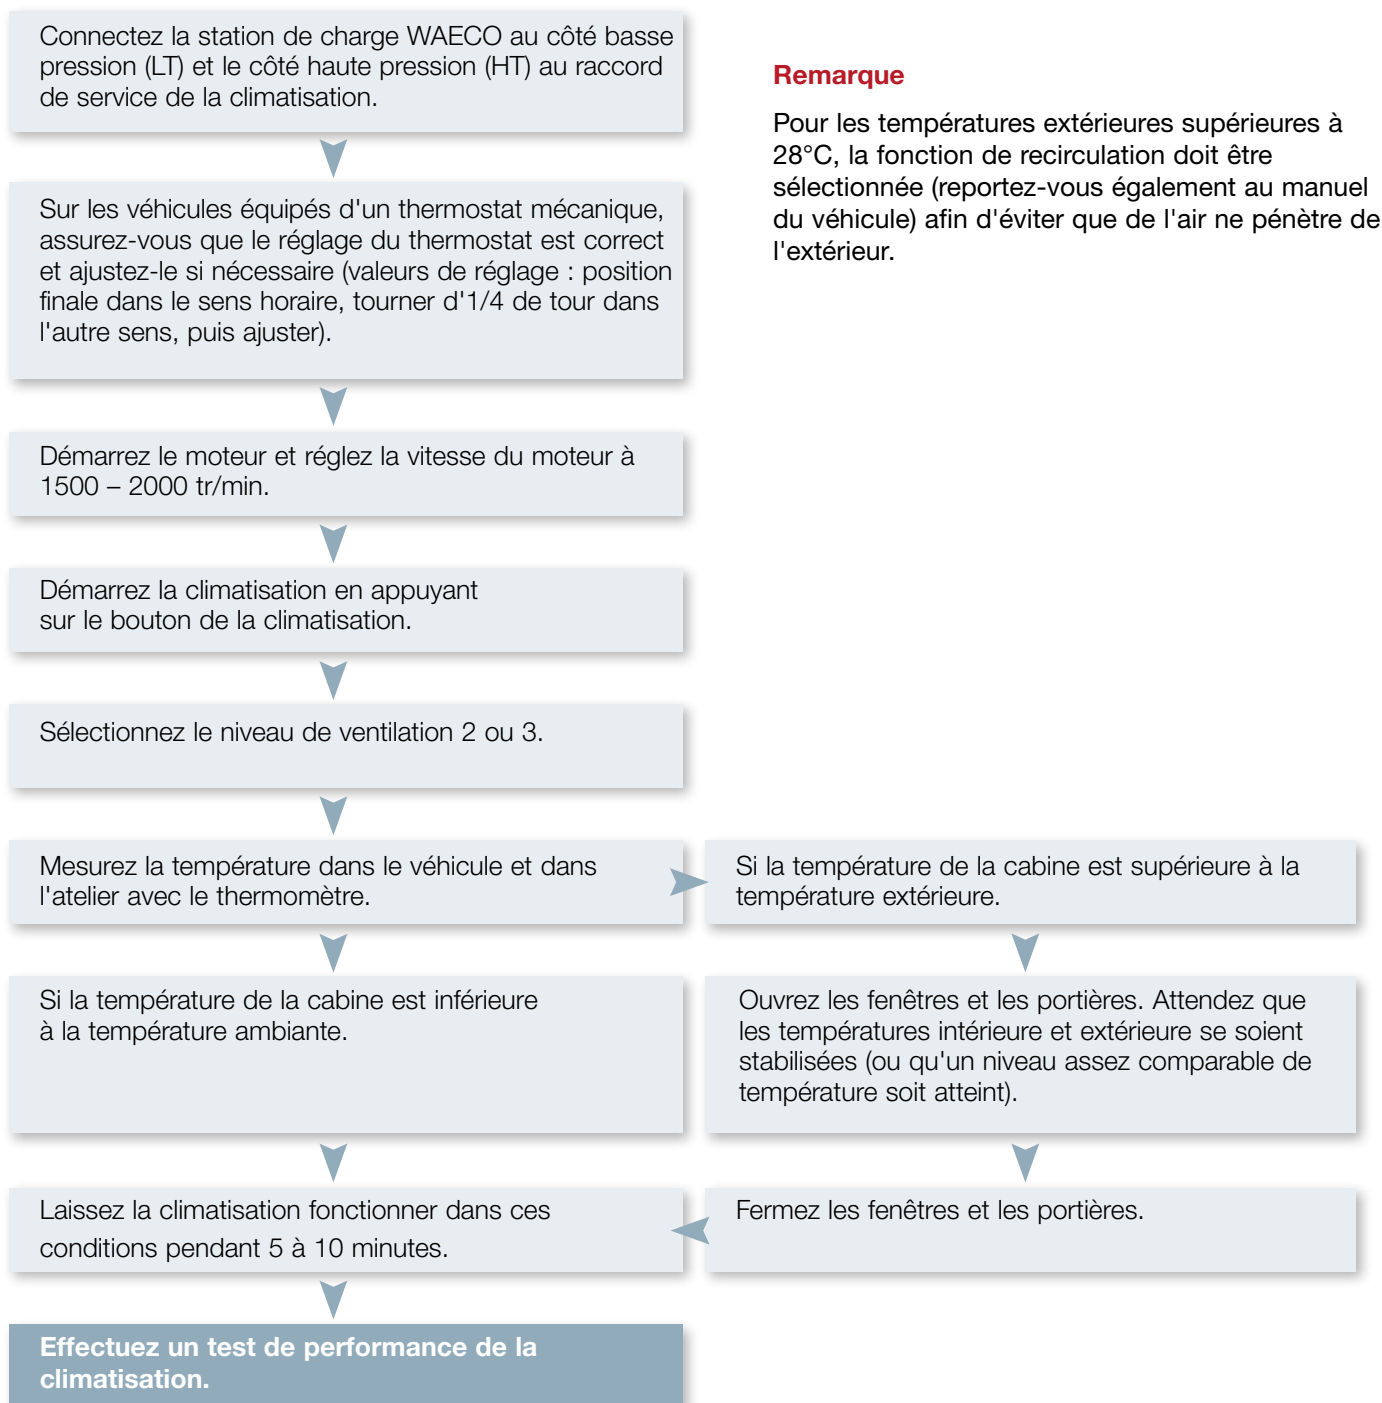 Connectez la station de charge WAECO au côté basse
pression (LT) et le côté haute pression (HT) au raccord
de service de la climatisation.
Remarque
Pour les températures extérieures supérieures à
28°C, la fonction de recirculation doit être
sélectionnée (reportez-vous également au manuel
du véhicule) afin d'éviter que de l'air ne pénètre de
l'extérieur.
Sur les véhicules équipés d'un thermostat mécanique,
assurez-vous que le réglage du thermostat est correct
et ajustez-le si nécessaire (valeurs de réglage : position
finale dans le sens horaire, tourner d'1/4 de tour dans
l'autre sens, puis ajuster).
Démarrez le moteur et réglez la vitesse du moteur à
1500 – 2000 tr/min.
Démarrez la climatisation en appuyant
sur le bouton de la climatisation.
Sélectionnez le niveau de ventilation 2 ou 3.
Mesurez la température dans le véhicule et dans
l'atelier avec le thermomètre.
Si la température de la cabine est supérieure à la
température extérieure.
Si la température de la cabine est inférieure
à la température ambiante.
Ouvrez les fenêtres et les portières. Attendez que
les températures intérieure et extérieure se soient
stabilisées (ou qu'un niveau assez comparable de
température soit atteint).
Laissez la climatisation fonctionner dans ces
conditions pendant 5 à 10 minutes.
Fermez les fenêtres et les portières.
Effectuez un test de performance de la
climatisation.